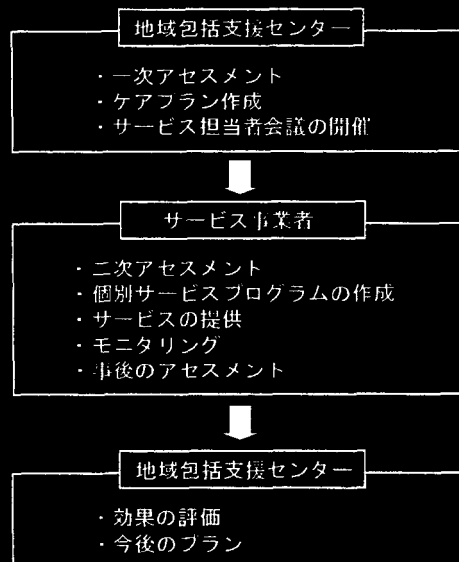 地域包括支援センター
・一次アセスメント
・ケアプラン作成
・サービス担当者会議の開催
サービス事業者
・二次アセスメント
・個別サービスプログラムの作成
・サービスの提供
・モニタリング
・事後のアセスメント
地域包括支援センター
・効果の評価
・今後のプラン